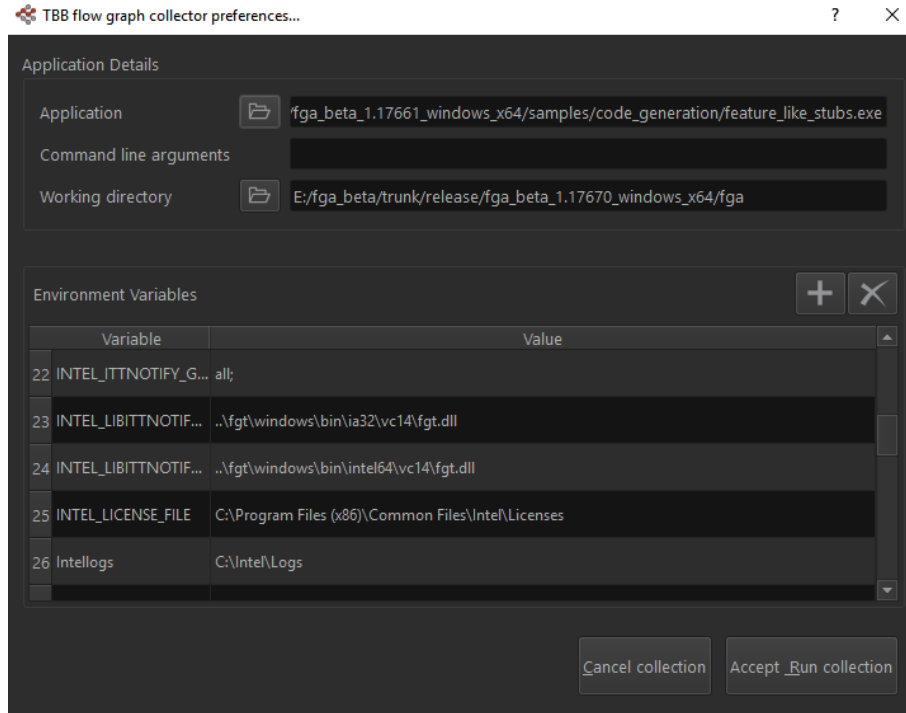 TBB flow graph collector preferences...
Application Details
Application /fga_beta_1.17661_windows_x64/samples/code_generation/feature_like_stubs.exe
Command line arguments
Working directory E:/fga_beta/trunk/release/fga_beta_1.17670_windows_x64/fga
Environment Variables
Variable Value
22 INTEL_ITTNOTIFY_G... all;
23 INTEL_LIBITTNOTIF... ..\fgt\windows\bin\ia32\vc14\fgt.dll
24 INTEL_LIBITTNOTIF... ..\fgt\windows\bin\intel64\vc14\fgt.dll
25 INTEL_LICENSE_FILE C:\Program Files (x86)\Common Files\Intel\Licenses
26 Intellogs C:\Intel\Logs
Cancel collection Accept Run collection